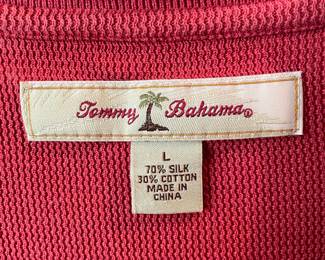 Tommy Bahama®
L
70% SILK
30% COTTON
MADE IN
CHINA